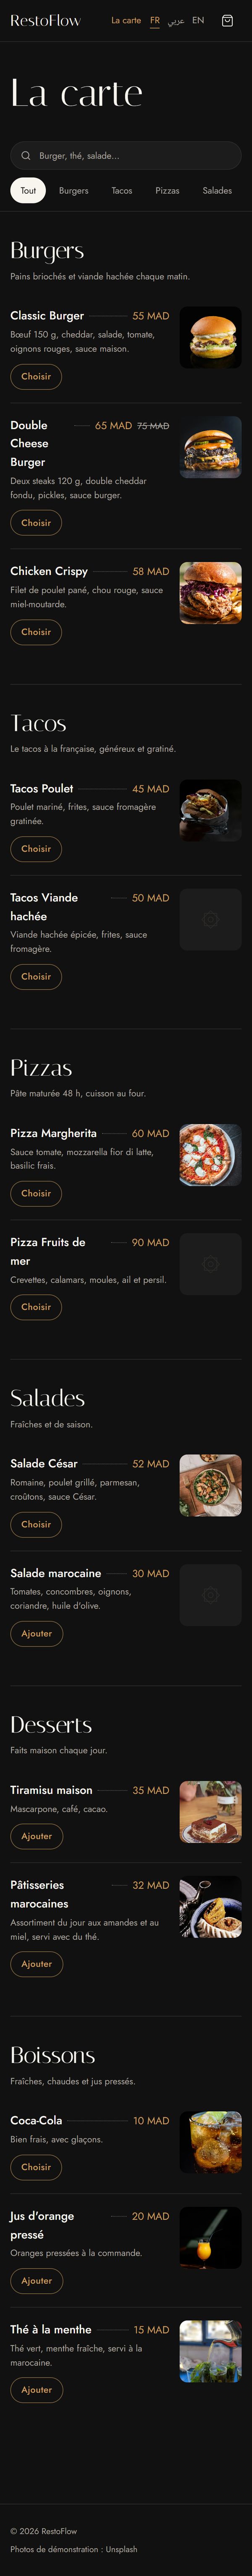 RestoFlow
La carte FR عربي EN
La carte
Burger, thé, salade...
Tout Burgers Tacos Pizzas Salades
Burgers
Pains briochés et viande hachée chaque matin.
Classic Burger 55 MAD
Bœuf 150 g, cheddar, salade, tomate,
oignons rouges, sauce maison.
Choisir
Double
Cheese
Burger
65 MAD 75 MAD
Deux steaks 120 g, double cheddar
fondu, pickles, sauce burger.
Choisir
Chicken Crispy 58 MAD
Filet de poulet pané, chou rouge, sauce
miel-moutarde.
Choisir
Tacos
Le tacos à la française, généreux et gratiné.
Tacos Poulet 45 MAD
Poulet mariné, frites, sauce fromagère
gratinée.
Choisir
Tacos Viande
hachée
50 MAD
Viande hachée épicée, frites, sauce
fromagère.
Choisir
Pizzas
Pâte maturée 48 h, cuisson au four.
Pizza Margherita 60 MAD
Sauce tomate, mozzarella fior di latte,
basilic frais.
Choisir
Pizza Fruits de
mer
90 MAD
Crevettes, calamars, moules, ail et persil.
Choisir
Salades
Fraîches et de saison.
Salade César 52 MAD
Romaine, poulet grillé, parmesan,
croûtons, sauce César.
Choisir
Salade marocaine 30 MAD
Tomates, concombres, oignons,
coriandre, huile d'olive.
Ajouter
Desserts
Faits maison chaque jour.
Tiramisu maison 35 MAD
Mascarpone, café, cacao.
Ajouter
Pâtisseries
marocaines
32 MAD
Assortiment du jour aux amandes et au
miel, servi avec du thé.
Ajouter
Boissons
Fraîches, chaudes et jus pressés.
Coca-Cola 10 MAD
Bien frais, avec glaçons.
Choisir
Jus d'orange
pressé
20 MAD
Oranges pressées à la commande.
Ajouter
Thé à la menthe 15 MAD
Thé vert, menthe fraîche, servi à la
marocaine.
Ajouter
© 2026 RestoFlow
Photos de démonstration : Unsplash